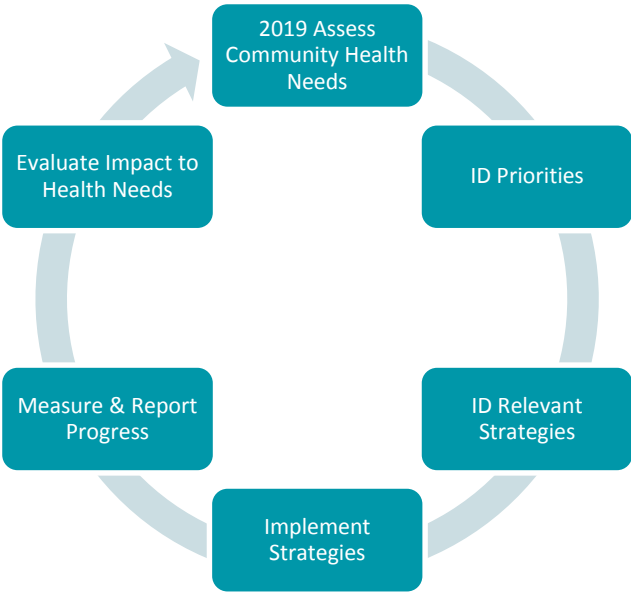 2019 Assess
Community Health
Needs
ID Priorities
ID Relevant
Strategies
Implement
Strategies
Measure & Report
Progress
Evaluate Impact to
Health Needs